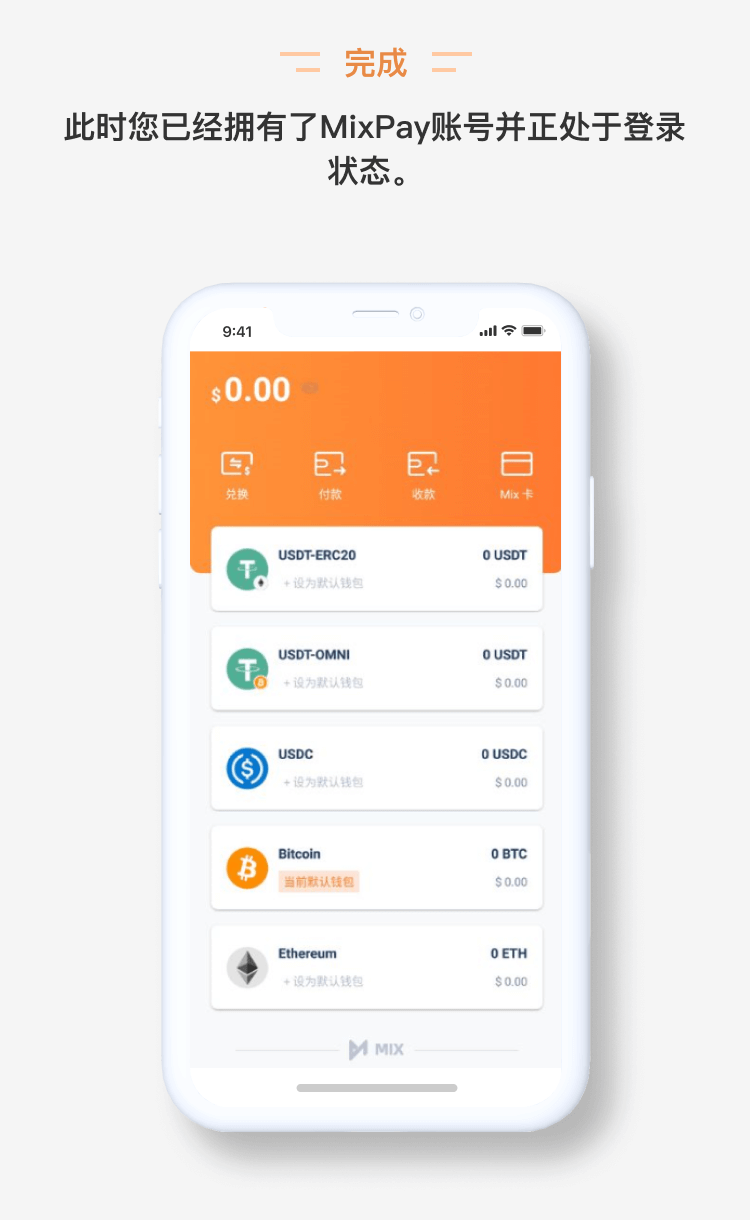 完成
此时您已经拥有了MixPay账号并正处于登录
状态。
9:41
$0.00
兑换 付款 收款 Mix 卡
USDT-ERC20 0 USDT
+ 设为默认钱包 $ 0.00
USDT-OMNI 0 USDT
+ 设为默认钱包 $ 0.00
USDC 0 USDC
+ 设为默认钱包 $ 0.00
Bitcoin 0 BTC
当前默认钱包 $ 0.00
Ethereum 0 ETH
+ 设为默认钱包 $ 0.00
MIX